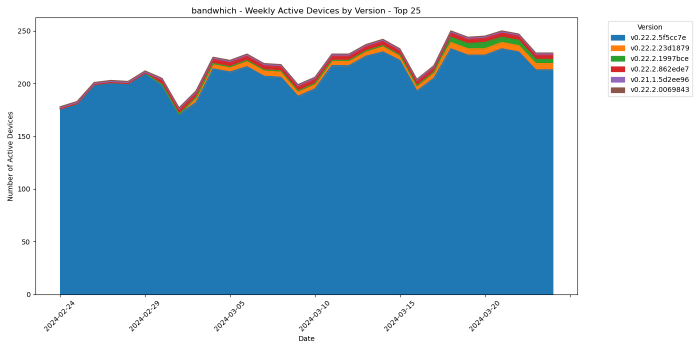 bandwhich - Weekly Active Devices by Version - Top 25
Number of Active Devices
250
200
150
100
50
0
2024-02-24
2024-02-29
2024-03-05
2024-03-10
2024-03-15
2024-03-20
Date
Version
v0.22.2.5f5cc7e
v0.22.2.23d1879
v0.22.2.1997bce
v0.22.2.862ede7
v0.21.1.5d2ee96
v0.22.2.0069843